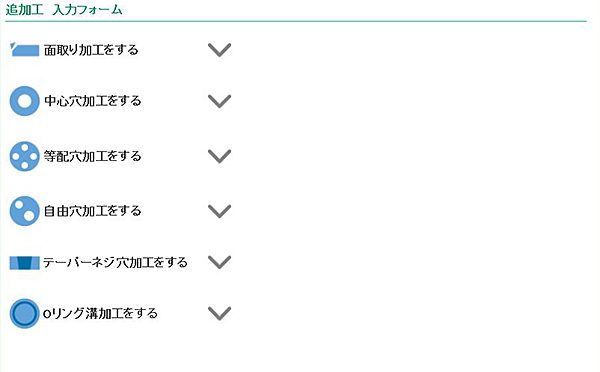 追加工 入力フォーム
面取り加工をする
中心穴加工をする
等配穴加工をする
自由穴加工をする
テーパーネジ穴加工をする
Oリング溝加工をする